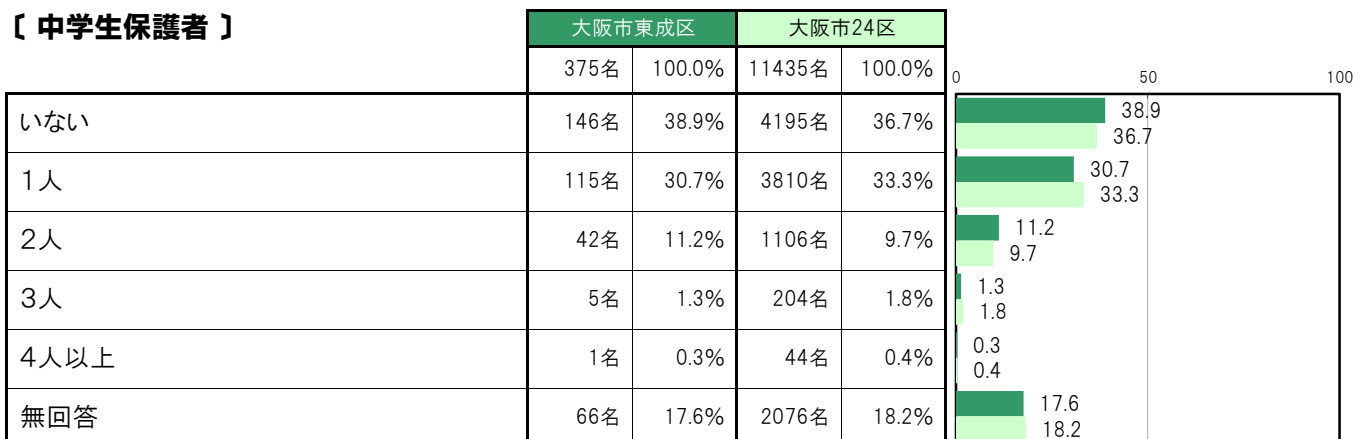 〔 中学生保護者 〕
大阪市東成区 大阪市24区
375名 100.0% 11435名 100.0%
0 50 100
いない 146名 38.9% 4195名 36.7% 38.9
36.7
1人 115名 30.7% 3810名 33.3% 30.7
33.3
2人 42名 11.2% 1106名 9.7% 11.2
9.7
3人 5名 1.3% 204名 1.8% 1.3
1.8
4人以上 1名 0.3% 44名 0.4% 0.3
0.4
無回答 66名 17.6% 2076名 18.2% 17.6
18.2